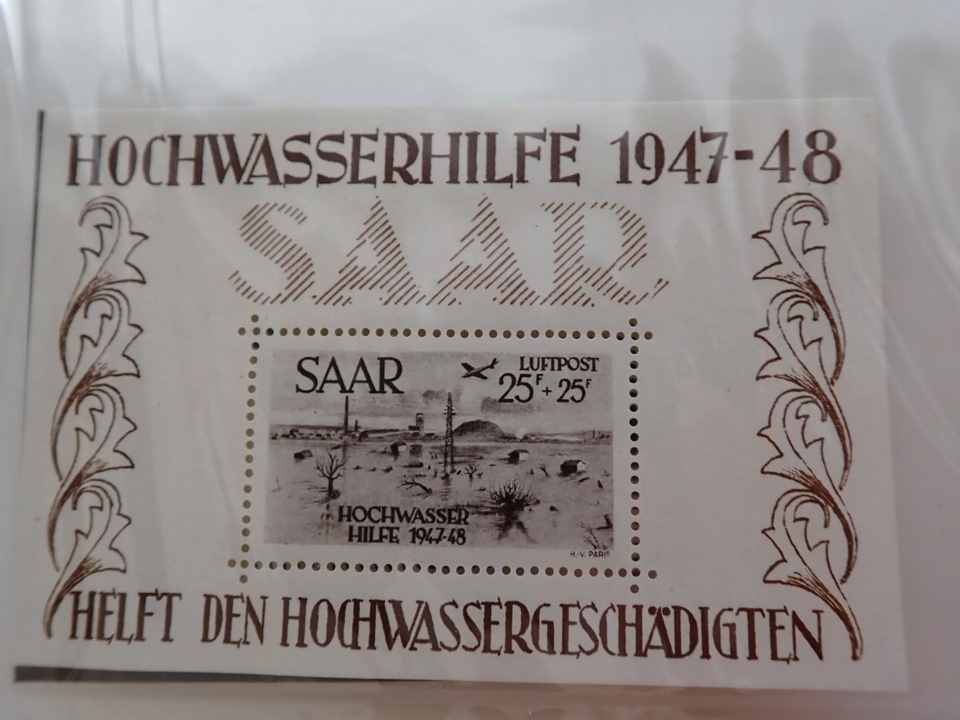 HOCHWASSERHILFE 1947-48
SAAR
SAAR
LUFTPOST
25F + 25F
HOCHWASSER
HILFE 1947-48
H.V. PARIS
HELFT DEN HOCHWASSERGESCHÄDIGTEN